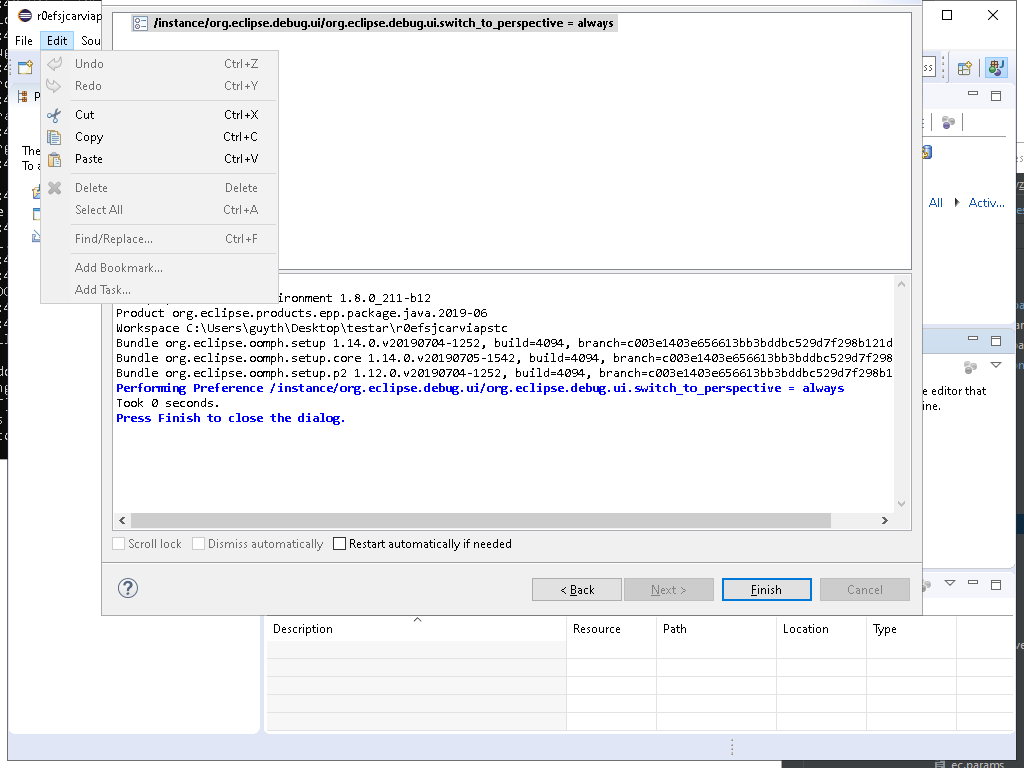 r0efsjcarviap
/instance/org.eclipse.debug.ui/org.eclipse.debug.ui.switch_to_perspective = always
File Edit Sou
Undo Ctrl+Z
Redo Ctrl+Y
Cut Ctrl+X
Copy Ctrl+C
Paste Ctrl+V
Delete Delete
Select All Ctrl+A
Find/Replace... Ctrl+F
Add Bookmark...
Add Task...
P
The
To a
ss
All Activ...
ironment 1.8.0_211-b12
Product org.eclipse.products.epp.package.java.2019-06
Workspace C:\Users\guyth\Desktop\testar\r0efsjcarviapstc
Bundle org.eclipse.oomph.setup 1.14.0.v20190704-1252, build=4094, branch=c003e1403e656613bb3bddbc529d7f298b121d
Bundle org.eclipse.oomph.setup.core 1.14.0.v20190705-1542, build=4094, branch=c003e1403e656613bb3bddbc529d7f298
Bundle org.eclipse.oomph.setup.p2 1.12.0.v20190704-1252, build=4094, branch=c003e1403e656613bb3bddbc529d7f298b1
Performing Preference /instance/org.eclipse.debug.ui/org.eclipse.debug.ui.switch_to_perspective = always
Took 0 seconds.
Press Finish to close the dialog.
e editor that
ine.
Scroll lock Dismiss automatically Restart automatically if needed
? < Back Next > Finish Cancel
Description Resource Path Location Type
ec.params